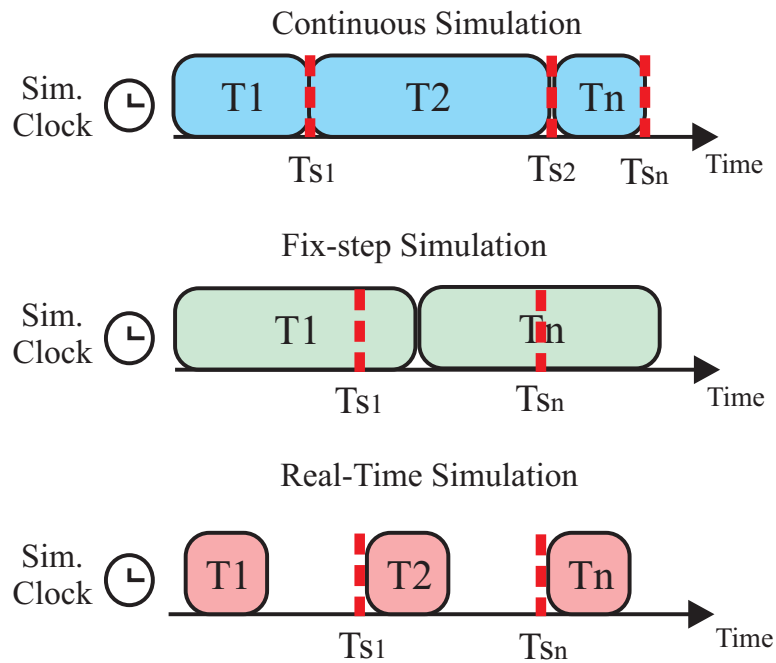 Continuous Simulation
Sim.
Clock
T1
T2
Tn
Ts1
Ts2
Tsn
Time
Fix-step Simulation
Sim.
Clock
T1
Tn
Ts1
Tsn
Time
Real-Time Simulation
Sim.
Clock
T1
T2
Tn
Ts1
Tsn
Time